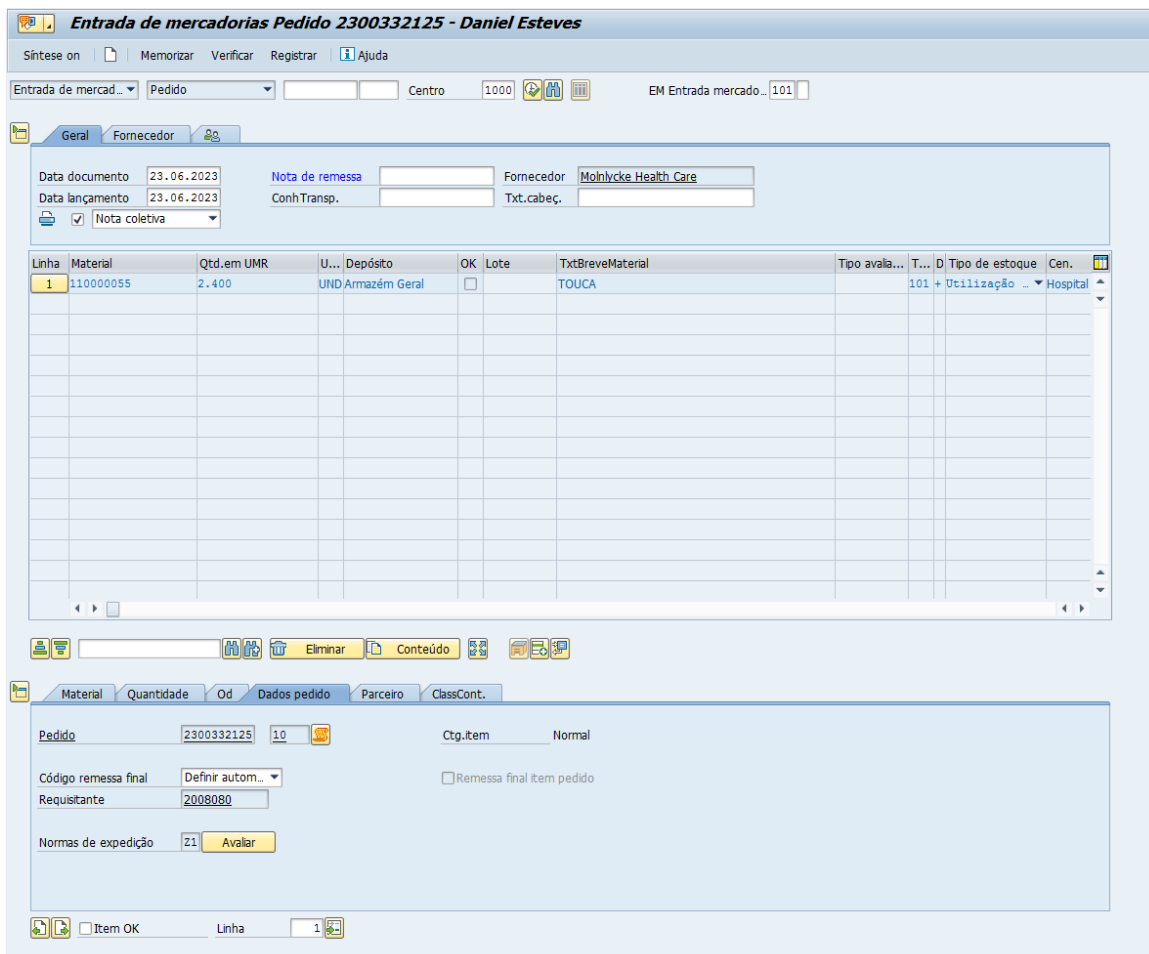 Entrada de mercadorias Pedido 2300332125 - Daniel Esteves
Síntese on Memorizar Verificar Registrar Ajuda
Entrada de mercad... Pedido Centro 1000 EM Entrada mercado... 101
Geral Fornecedor
Data documento 23.06.2023 Nota de remessa Fornecedor Molnlycke Health Care
Data lançamento 23.06.2023 ConhTransp. Txt.cabeç.
Nota coletiva
Linha Material Qtd.em UMR U... Depósito OK Lote TxtBreveMaterial Tipo avalia... T... D Tipo de estoque Cen.
1 110000055 2.400 UND Armazém Geral TOUCA 101 + Utilização ... Hospital
Eliminar Conteúdo
Material Quantidade Od Dados pedido Parceiro ClassCont.
Pedido 2300332125 10 Ctg.item Normal
Código remessa final Definir autom... Remessa final item pedido
Requisitante 2008080
Normas de expedição Z1 Avaliar
Item OK Linha 1